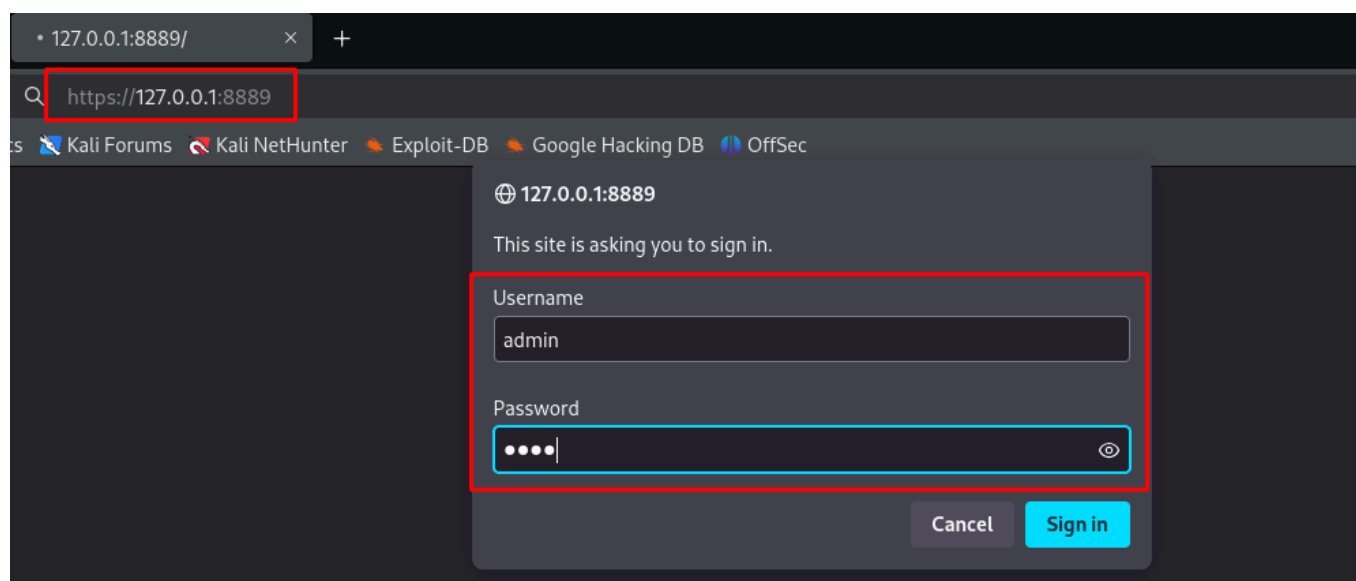 • 127.0.0.1:8889/ × +
https://127.0.0.1:8889
Kali Forums Kali NetHunter Exploit-DB Google Hacking DB OffSec
127.0.0.1:8889
This site is asking you to sign in.
Username
admin
Password
••••
Cancel Sign in